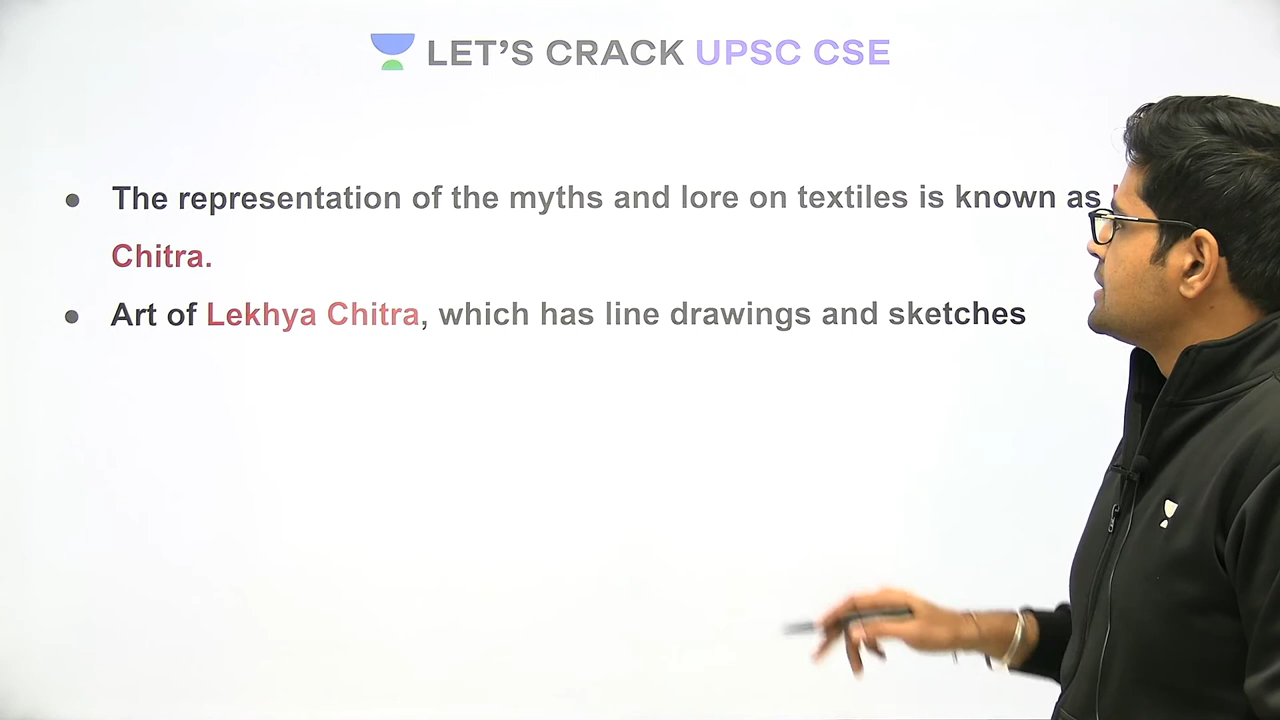 LET'S CRACK UPSC CSE
● The representation of the myths and lore on textiles is known as
Chitra.
● Art of Lekhya Chitra, which has line drawings and sketches